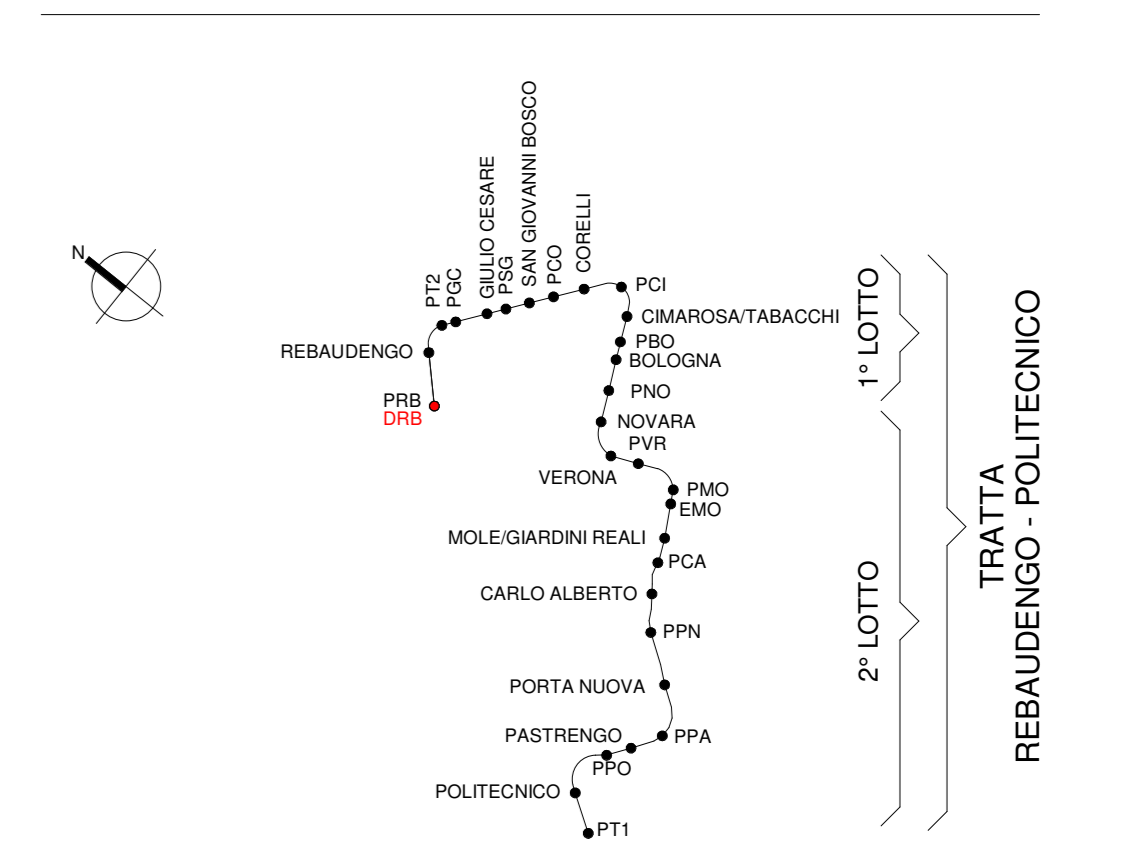 N
REBAUDENGO
PRB
DRB
PT2
PGC
GIULIO CESARE
PSG
SAN GIOVANNI BOSCO
PCO
CORELLI
PCI
CIMAROSA/TABACCHI
PBO
BOLOGNA
PNO
NOVARA
PVR
VERONA
PMO
EMO
MOLE/GIARDINI REALI
PCA
CARLO ALBERTO
PPN
PORTA NUOVA
PPA
PASTRENGO
PPO
POLITECNICO
PT1
1° LOTTO
2° LOTTO
TRATTA
REBAUDENGO - POLITECNICO